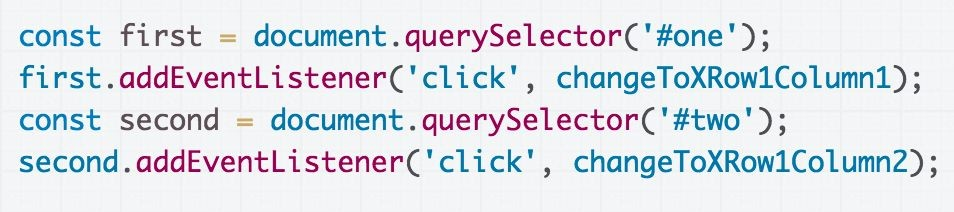 const first = document.querySelector('#one');
first.addEventListener('click', changeToXRow1Column1);
const second = document.querySelector('#two');
second.addEventListener('click', changeToXRow1Column2);